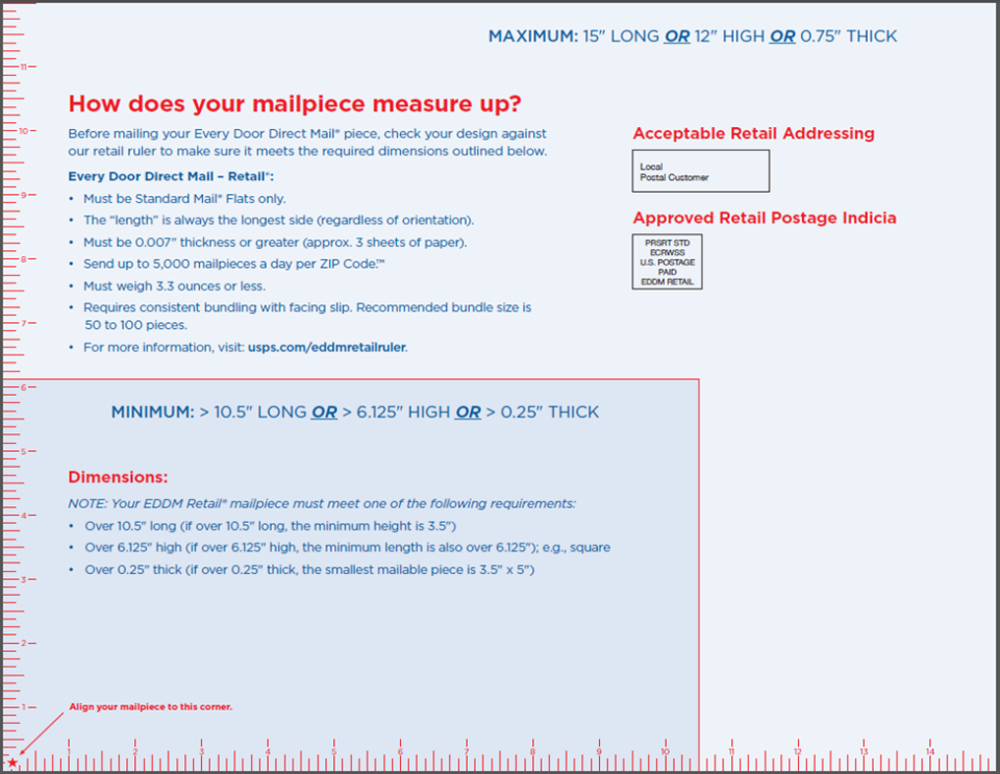 MAXIMUM: 15" LONG OR 12" HIGH OR 0.75" THICK
How does your mailpiece measure up?
Before mailing your Every Door Direct Mail® piece, check your design against
our retail ruler to make sure it meets the required dimensions outlined below.
Every Door Direct Mail – Retail®:
• Must be Standard Mail® Flats only.
• The “length” is always the longest side (regardless of orientation).
• Must be 0.007" thickness or greater (approx. 3 sheets of paper).
• Send up to 5,000 mailpieces a day per ZIP Code.™
• Must weigh 3.3 ounces or less.
• Requires consistent bundling with facing slip. Recommended bundle size is
50 to 100 pieces.
• For more information, visit: usps.com/eddmretailruler.
Acceptable Retail Addressing
Local
Postal Customer
Approved Retail Postage Indicia
PRSRT STD
ECRWSS
U.S. POSTAGE
PAID
EDDM RETAIL
MINIMUM: > 10.5" LONG OR > 6.125" HIGH OR > 0.25" THICK
Dimensions:
NOTE: Your EDDM Retail® mailpiece must meet one of the following requirements:
• Over 10.5" long (if over 10.5" long, the minimum height is 3.5")
• Over 6.125" high (if over 6.125" high, the minimum length is also over 6.125"); e.g., square
• Over 0.25" thick (if over 0.25" thick, the smallest mailable piece is 3.5" x 5")
Align your mailpiece to this corner.
11
10
9
8
7
6
5
4
3
2
1
1 2 3 4 5 6 7 8 9 10 11 12 13 14